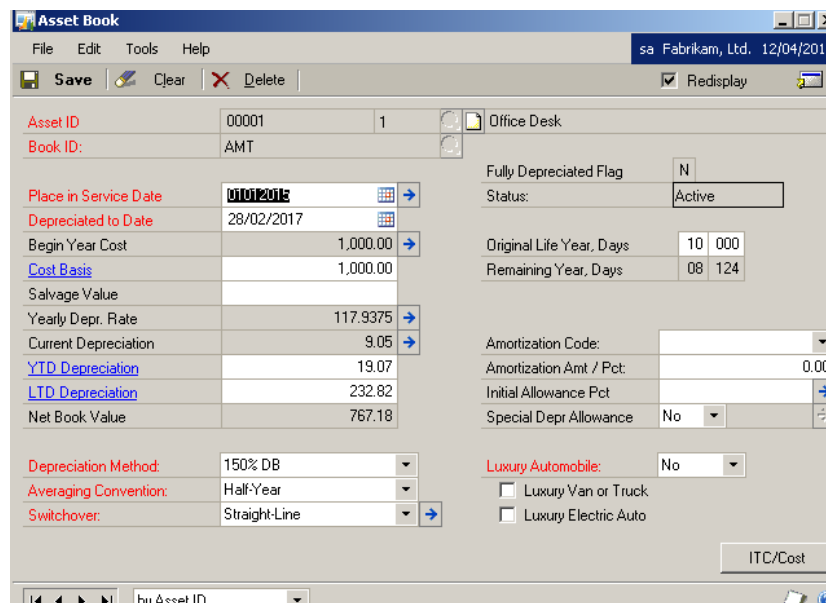 Asset Book
File Edit Tools Help
sa Fabrikam, Ltd. 12/04/201
Save Clear Delete Redisplay
Asset ID 00001 1 Office Desk
Book ID: AMT
Fully Depreciated Flag N
Place in Service Date 01012015 Status: Active
Depreciated to Date 28/02/2017
Begin Year Cost 1,000.00 Original Life Year, Days 10 000
Cost Basis 1,000.00 Remaining Year, Days 08 124
Salvage Value
Yearly Depr. Rate 117.9375
Current Depreciation 9.05 Amortization Code:
YTD Depreciation 19.07 Amortization Amt / Pct: 0.00
LTD Depreciation 232.82 Initial Allowance Pct
Net Book Value 767.18 Special Depr Allowance No
Depreciation Method: 150% DB Luxury Automobile: No
Averaging Convention: Half-Year Luxury Van or Truck
Switchover: Straight-Line Luxury Electric Auto
ITC/Cost
by Asset ID